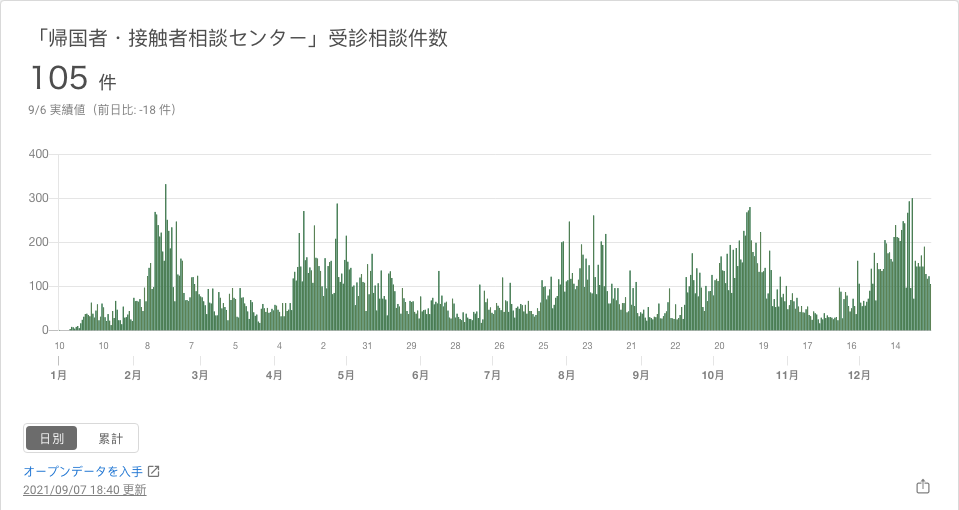 「帰国者・接触者相談センター」受診相談件数
105 件
9/6 実績値（前日比: -18 件）
400
300
200
100
0
10 10 8 7 5 4 2 31 29 28 26 25 23 21 22 20 19 17 16 14
1月 2月 3月 4月 5月 6月 7月 8月 9月 10月 11月 12月
日別 累計
オープンデータを入手
2021/09/07 18:40 更新